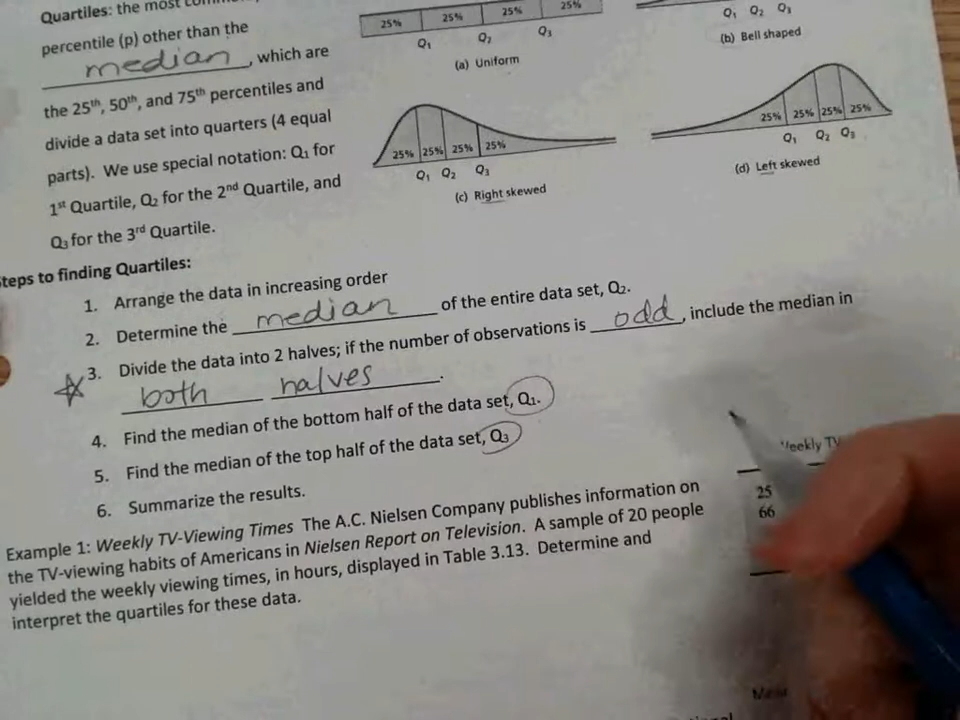 Quartiles: the most
percentile (p) other than the
median, which are
the 25th, 50th, and 75th percentiles and
divide a data set into quarters (4 equal
parts). We use special notation: Q1 for
1st Quartile, Q2 for the 2nd Quartile, and
Q3 for the 3rd Quartile.
25% 25% 25% 25%
Q1 Q2 Q3
(a) Uniform
Q1 Q2 Q3
(b) Bell shaped
25% 25% 25% 25%
Q1 Q2 Q3
(c) Right skewed
25% 25% 25% 25%
Q1 Q2 Q3
(d) Left skewed
Steps to finding Quartiles:
1. Arrange the data in increasing order
2. Determine the median of the entire data set, Q2.
3. Divide the data into 2 halves; if the number of observations is odd, include the median in
both halves.
4. Find the median of the bottom half of the data set, Q1.
5. Find the median of the top half of the data set, Q3
6. Summarize the results.
Example 1: Weekly TV-Viewing Times The A.C. Nielsen Company publishes information on
the TV-viewing habits of Americans in Nielsen Report on Television. A sample of 20 people
yielded the weekly viewing times, in hours, displayed in Table 3.13. Determine and
interpret the quartiles for these data.
Weekly TV
25
66